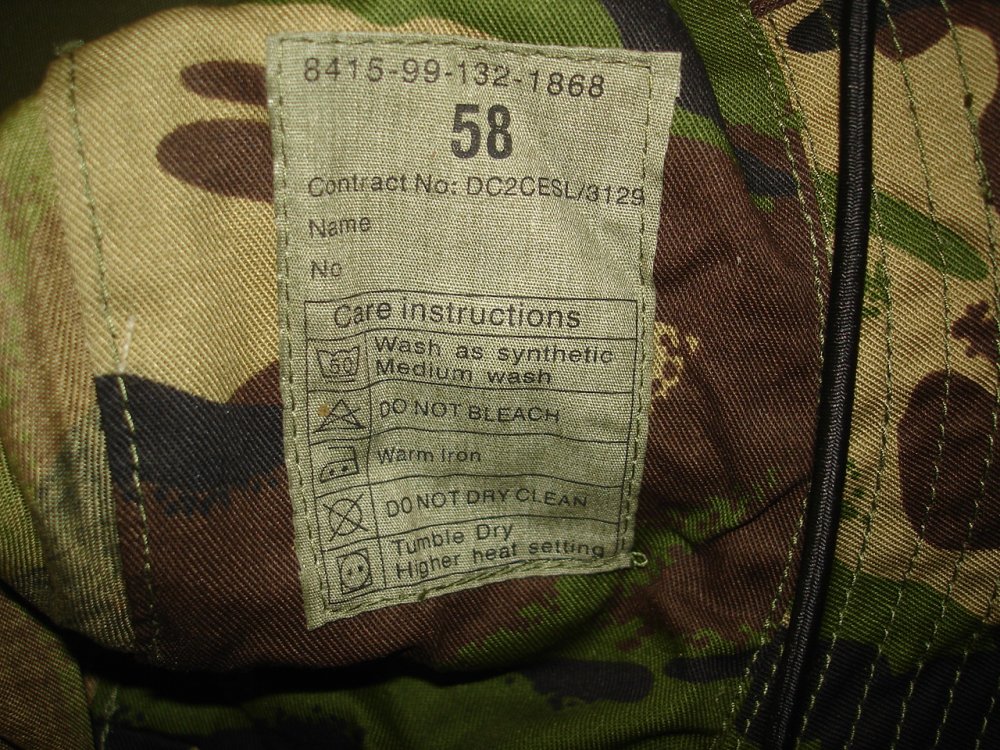 8415-99-132-1868
58
Contract No: DC2CESL/3129
Name
No
Care instructions
50
Wash as synthetic
Medium wash
DO NOT BLEACH
Warm Iron
DO NOT DRY CLEAN
Tumble Dry
Higher heat setting